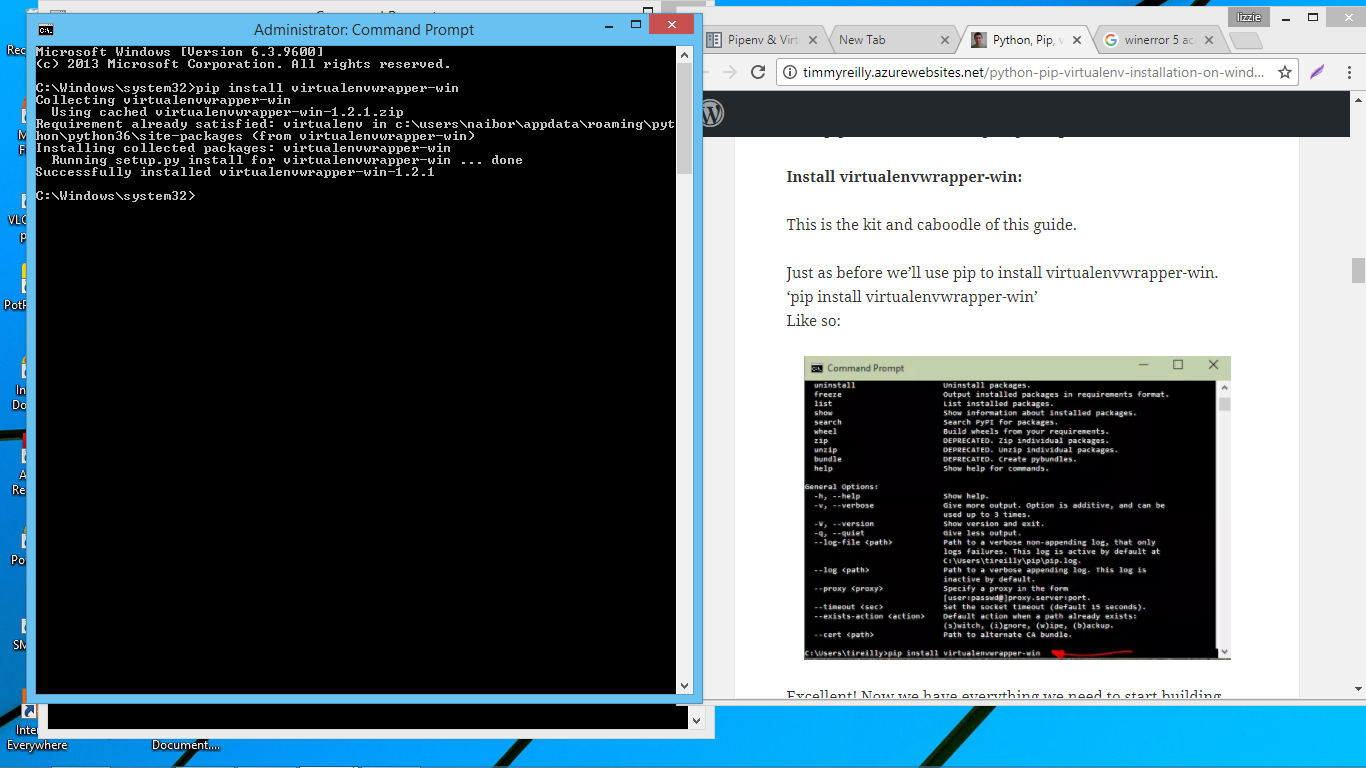 Administrator: Command Prompt
Microsoft Windows [Version 6.3.9600]
(c) 2013 Microsoft Corporation. All rights reserved.
C:\Windows\system32>pip install virtualenvwrapper-win
Collecting virtualenvwrapper-win
Using cached virtualenvwrapper-win-1.2.1.zip
Requirement already satisfied: virtualenv in c:\users\naibor\appdata\roaming\pyt
hon\python36\site-packages (from virtualenvwrapper-win)
Installing collected packages: virtualenvwrapper-win
Running setup.py install for virtualenvwrapper-win ... done
Successfully installed virtualenvwrapper-win-1.2.1
C:\Windows\system32>
lizzie
Pipenv & Virt
New Tab
Python, Pip, v
winerror 5 ac
timmyreilly.azurewebsites.net/python-pip-virtualenv-installation-on-wind...
Install virtualenvwrapper-win:
This is the kit and caboodle of this guide.
Just as before we’ll use pip to install virtualenvwrapper-win.
‘pip install virtualenvwrapper-win’
Like so:
Command Prompt
uninstall Uninstall packages.
freeze Output installed packages in requirements format.
list List installed packages.
show Show information about installed packages.
search Search PyPI for packages.
wheel Build wheels from your requirements.
zip DEPRECATED. Zip individual packages.
unzip DEPRECATED. Unzip individual packages.
bundle DEPRECATED. Create pybundles.
help Show help for commands.
General Options:
-h, --help Show help.
-v, --verbose Give more output. Option is additive, and can be
used up to 3 times.
-V, --version Show version and exit.
-q, --quiet Give less output.
--log-file <path> Path to a verbose non-appending log, that only
logs failures. This log is active by default at
C:\Users\tireilly\pip\pip.log.
--log <path> Path to a verbose appending log. This log is
inactive by default.
--proxy <proxy> Specify a proxy in the form
[user:passwd@]proxy.server:port.
--timeout <sec> Set the socket timeout (default 15 seconds).
--exists-action <action> Default action when a path already exists:
(s)witch, (i)gnore, (w)ipe, (b)ackup.
--cert <path> Path to alternate CA bundle.
C:\Users\tireilly>pip install virtualenvwrapper-win
Excellent! Now we have everything we need to start building
Everywhere
Document....